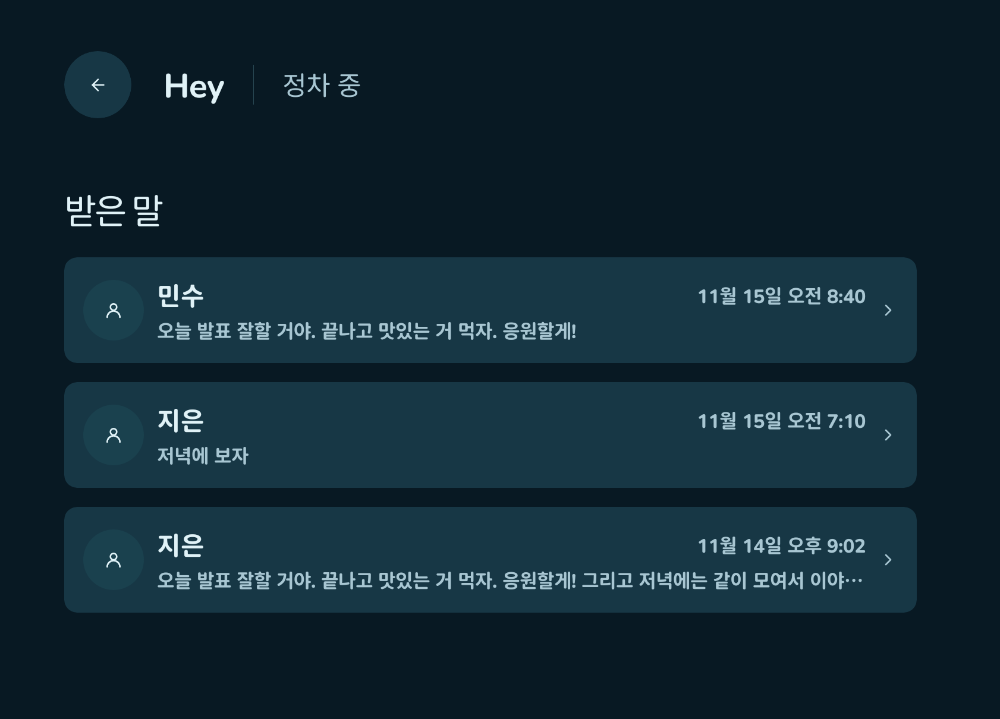 Hey
정차 중
받은 말
민수
11월 15일 오전 8:40
오늘 발표 잘할 거야. 끝나고 맛있는 거 먹자. 응원할게!
지은
11월 15일 오전 7:10
저녁에 보자
지은
11월 14일 오후 9:02
오늘 발표 잘할 거야. 끝나고 맛있는 거 먹자. 응원할게! 그리고 저녁에는 같이 모여서 이야…